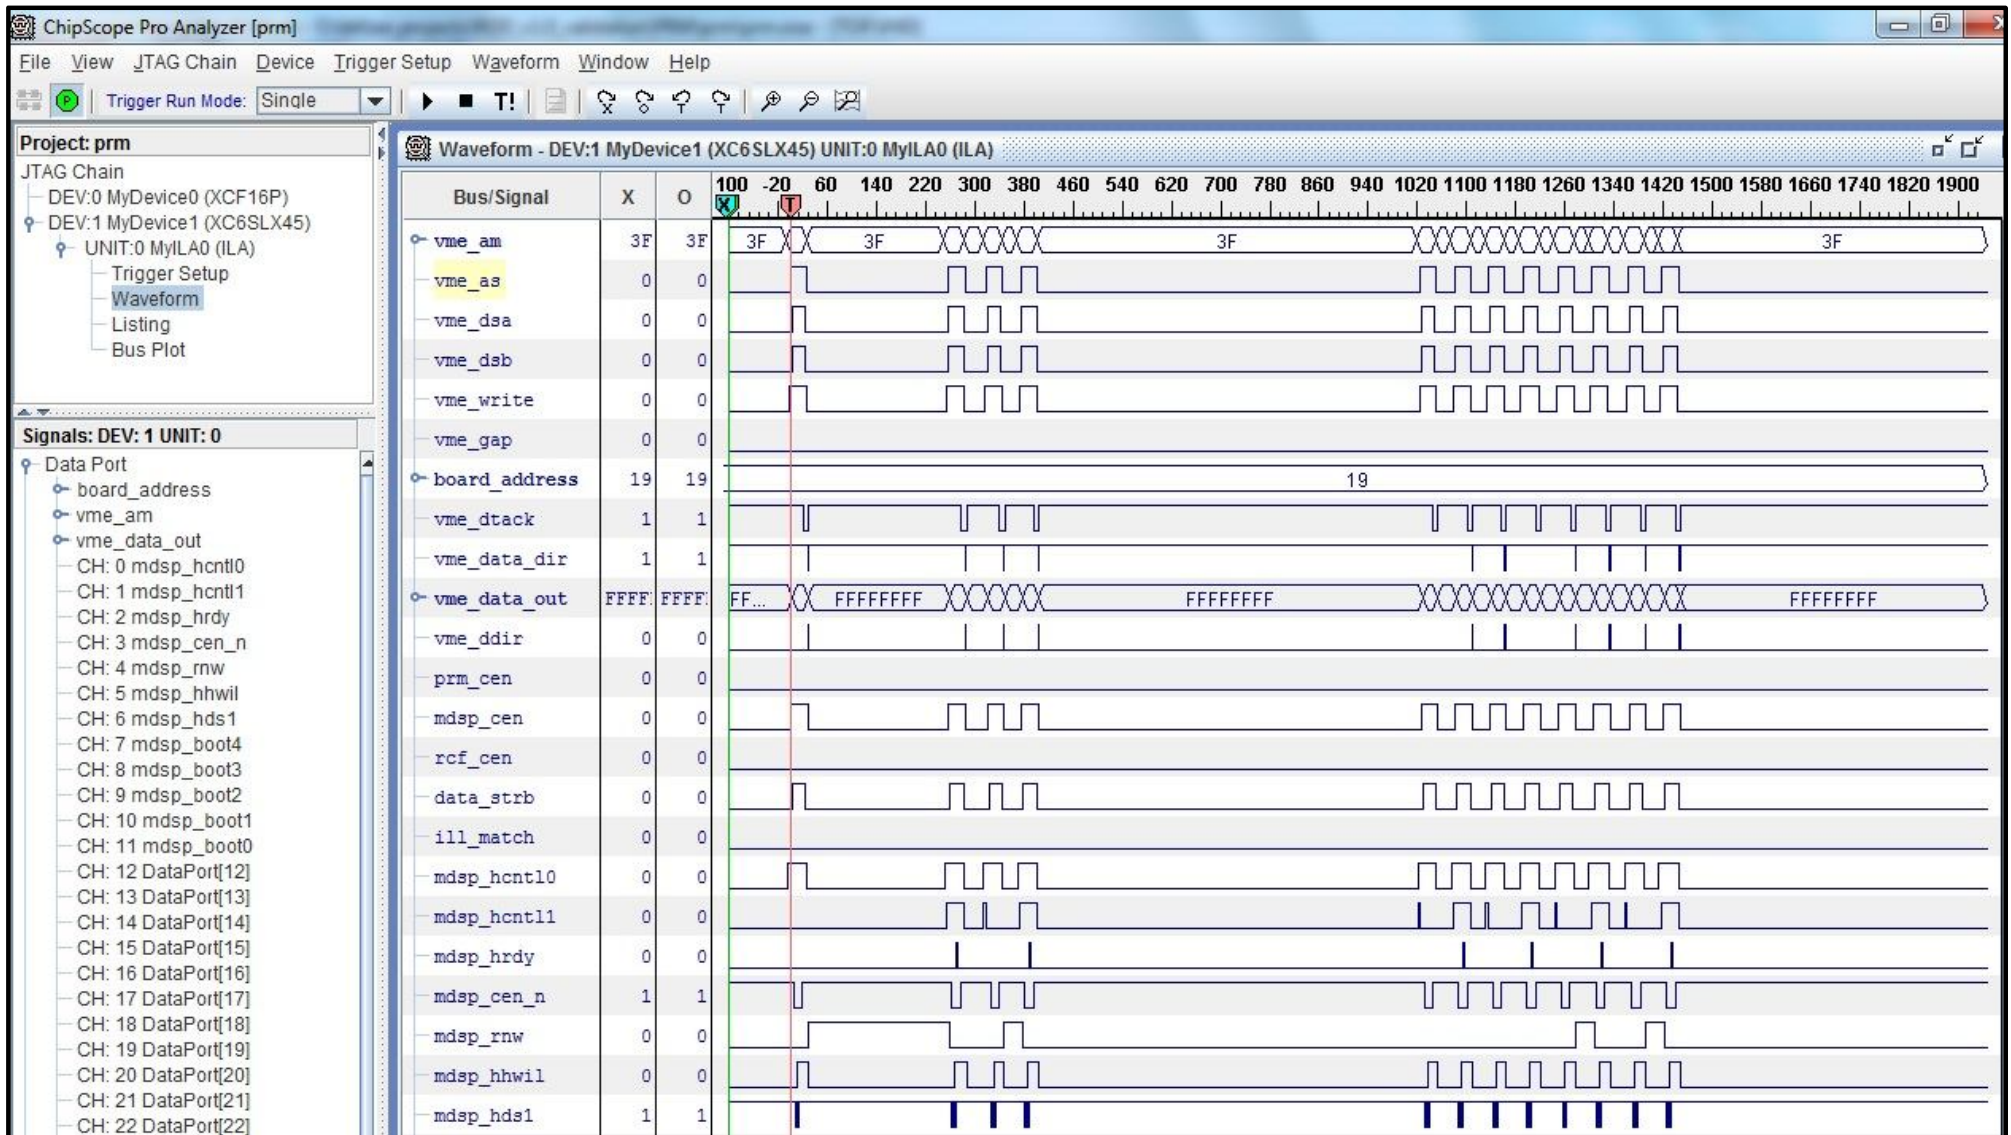 ChipScope Pro Analyzer [prm]
File View JTAG Chain Device Trigger Setup Waveform Window Help
Trigger Run Mode: Single T!
Project: prm
JTAG Chain
DEV:0 MyDevice0 (XCF16P)
DEV:1 MyDevice1 (XC6SLX45)
UNIT:0 MyILA0 (ILA)
Trigger Setup
Waveform
Listing
Bus Plot
Signals: DEV: 1 UNIT: 0
Data Port
board_address
vme_am
vme_data_out
CH: 0 mdsp_hcntl0
CH: 1 mdsp_hcntl1
CH: 2 mdsp_hrdy
CH: 3 mdsp_cen_n
CH: 4 mdsp_rnw
CH: 5 mdsp_hhwil
CH: 6 mdsp_hds1
CH: 7 mdsp_boot4
CH: 8 mdsp_boot3
CH: 9 mdsp_boot2
CH: 10 mdsp_boot1
CH: 11 mdsp_boot0
CH: 12 DataPort[12]
CH: 13 DataPort[13]
CH: 14 DataPort[14]
CH: 15 DataPort[15]
CH: 16 DataPort[16]
CH: 17 DataPort[17]
CH: 18 DataPort[18]
CH: 19 DataPort[19]
CH: 20 DataPort[20]
CH: 21 DataPort[21]
CH: 22 DataPort[22]
Waveform - DEV:1 MyDevice1 (XC6SLX45) UNIT:0 MyILA0 (ILA)
Bus/Signal X O 100 -20 60 140 220 300 380 460 540 620 700 780 860 940 1020 1100 1180 1260 1340 1420 1500 1580 1660 1740 1820 1900
X T
vme_am 3F 3F 3F 3F 3F 3F
vme_as 0 0
vme_dsa 0 0
vme_dsb 0 0
vme_write 0 0
vme_gap 0 0
board_address 19 19 19
vme_dtack 1 1
vme_data_dir 1 1
vme_data_out FFFF FFFF FF... FFFFFFFF FFFFFFFF FFFFFFFF
vme_ddir 0 0
prm_cen 0 0
mdsp_cen 0 0
rcf_cen 0 0
data_strb 0 0
ill_match 0 0
mdsp_hcntl0 0 0
mdsp_hcntl1 0 0
mdsp_hrdy 0 0
mdsp_cen_n 1 1
mdsp_rnw 0 0
mdsp_hhwil 0 0
mdsp_hds1 1 1